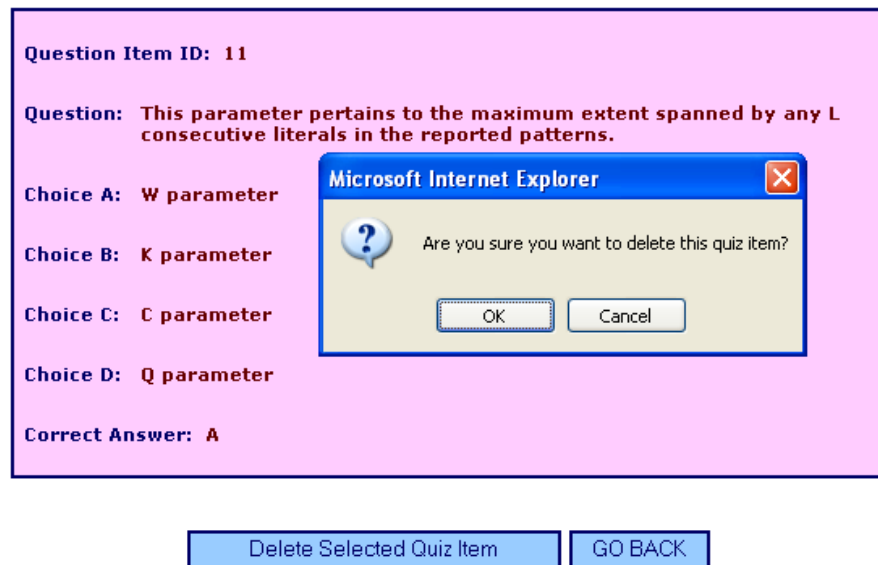 Question Item ID: 11
Question: This parameter pertains to the maximum extent spanned by any L
consecutive literals in the reported patterns.
Microsoft Internet Explorer
Choice A: W parameter
Are you sure you want to delete this quiz item?
Choice B: K parameter
OK Cancel
Choice C: C parameter
Choice D: Q parameter
Correct Answer: A
Delete Selected Quiz Item GO BACK